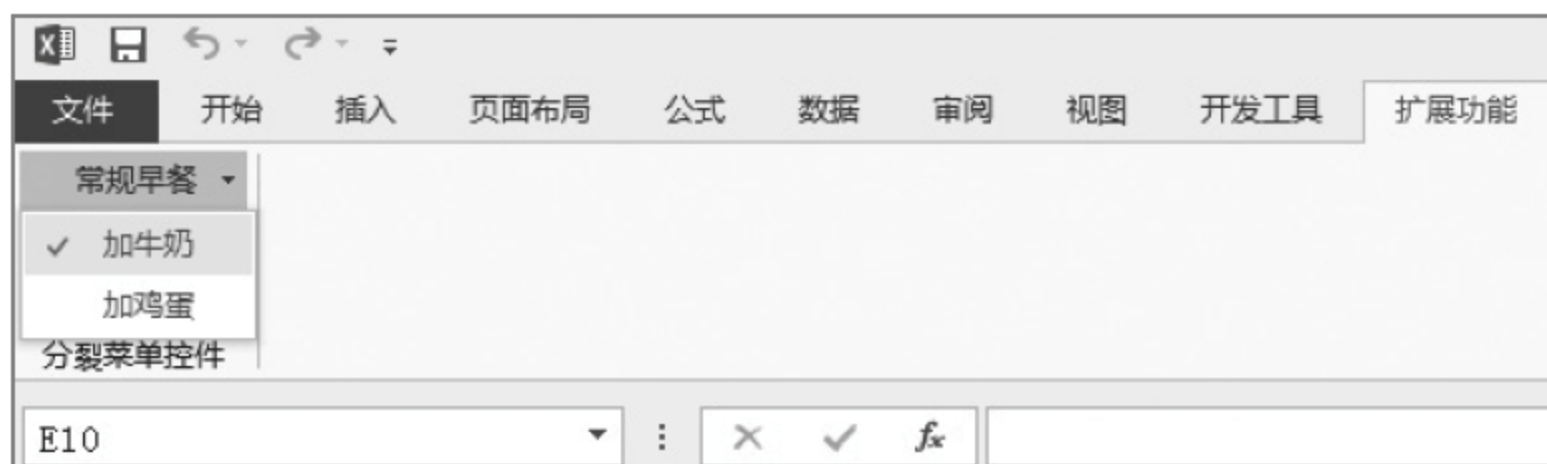 文件 开始 插入 页面布局 公式 数据 审阅 视图 开发工具 扩展功能
常规早餐
加牛奶
加鸡蛋
分裂菜单控件
E10 fx